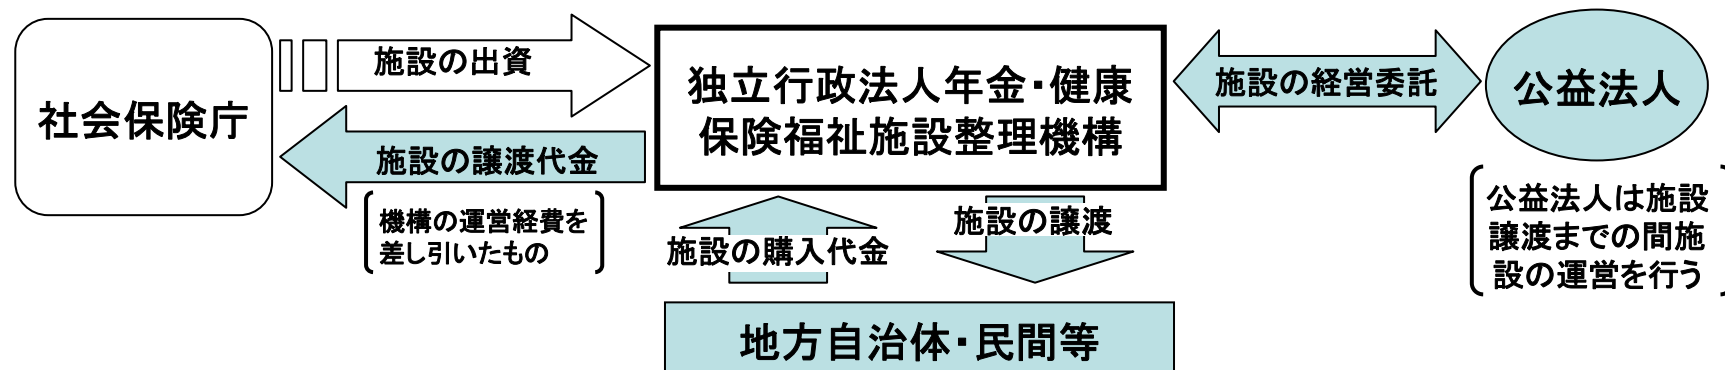 社会保険庁
施設の出資
施設の譲渡代金
機構の運営経費を
差し引いたもの
独立行政法人年金・健康
保険福祉施設整理機構
施設の経営委託
公益法人
公益法人は施設
譲渡までの間施
設の運営を行う
施設の購入代金
施設の譲渡
地方自治体・民間等